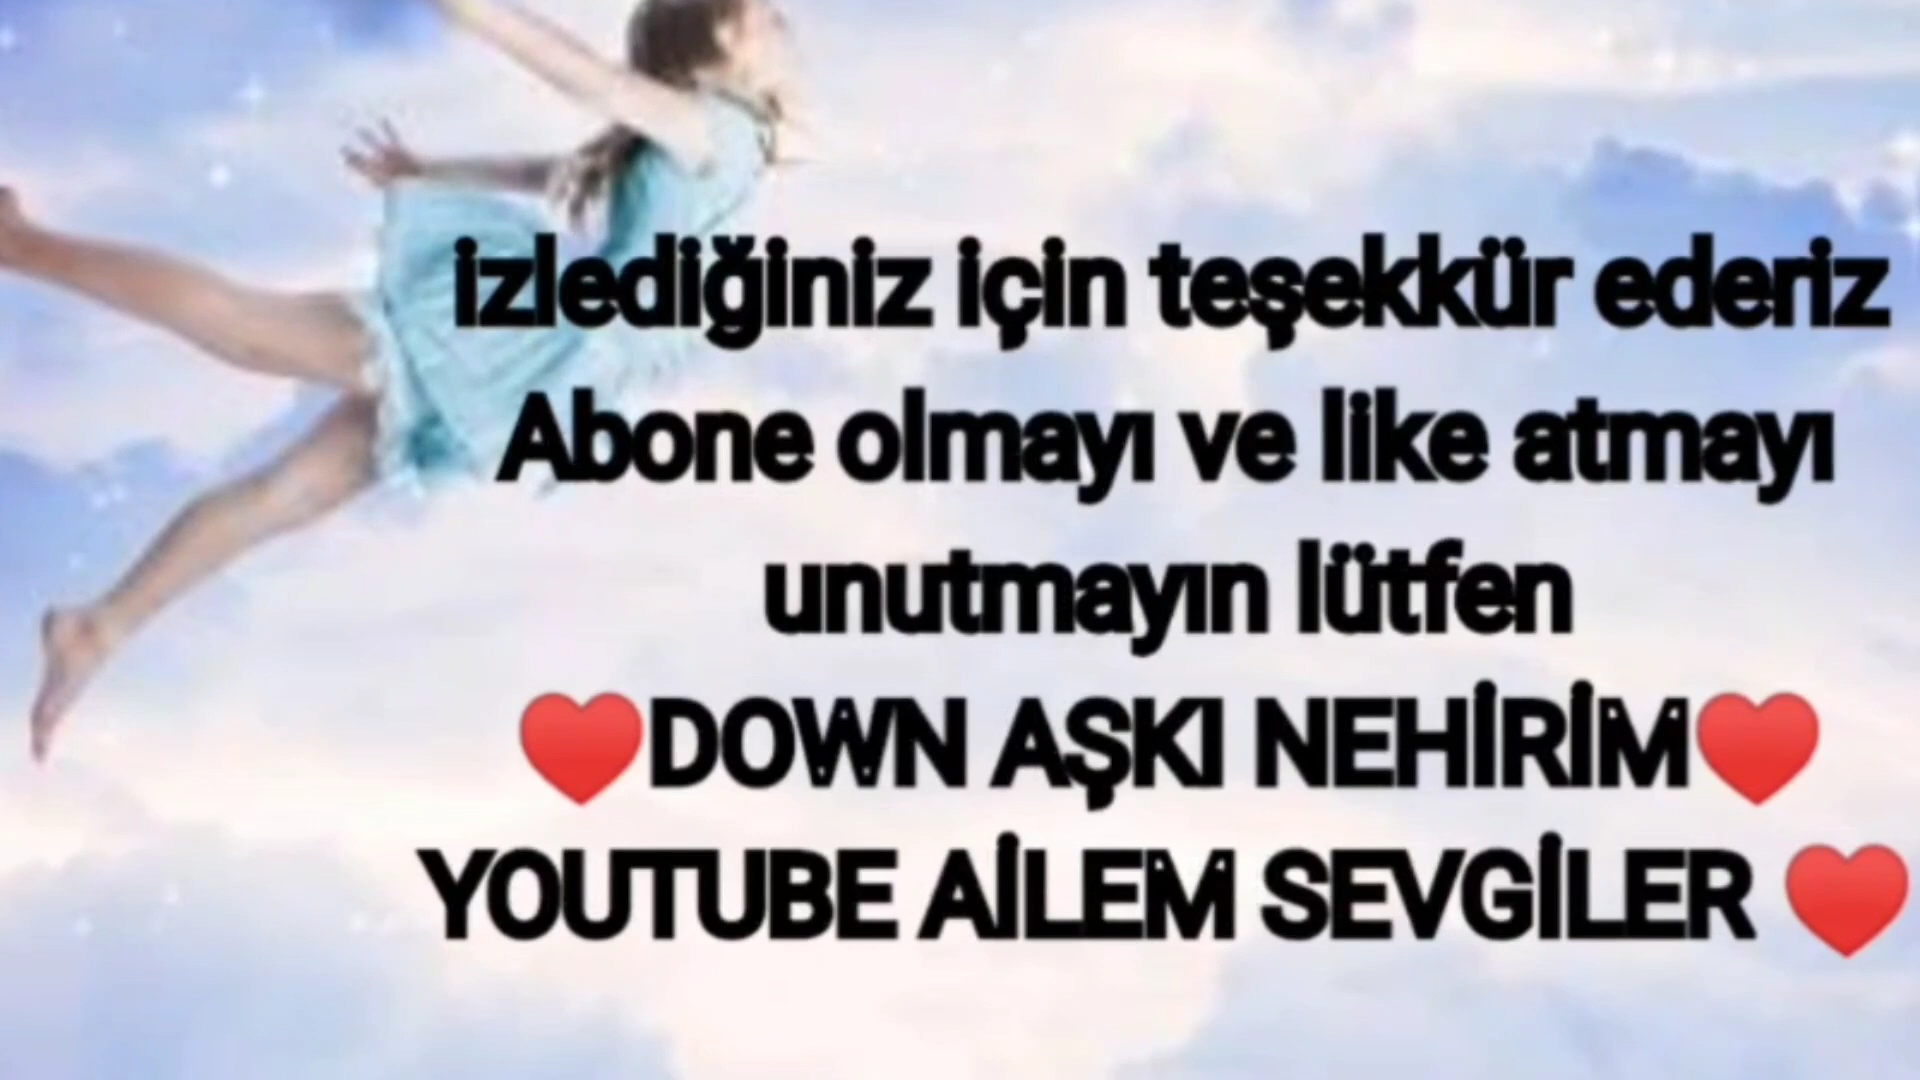 izlediğiniz için teşekkür ederiz
Abone olmayı ve like atmayı
unutmayın lütfen
♥️DOWN AŞKI NEHİRİM♥️
YOUTUBE AİLEM SEVGİLER ♥️